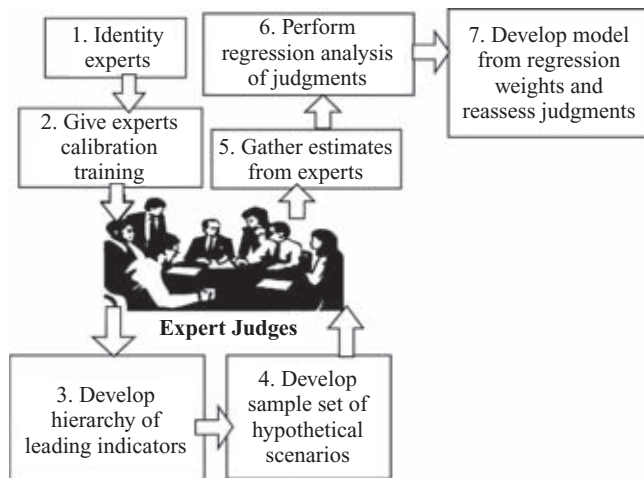 1. Identity
experts
2. Give experts
calibration
training
Expert Judges
3. Develop
hierarchy of
leading indicators
4. Develop
sample set of
hypothetical
scenarios
5. Gather estimates
from experts
6. Perform
regression analysis
of judgments
7. Develop model
from regression
weights and
reassess judgments